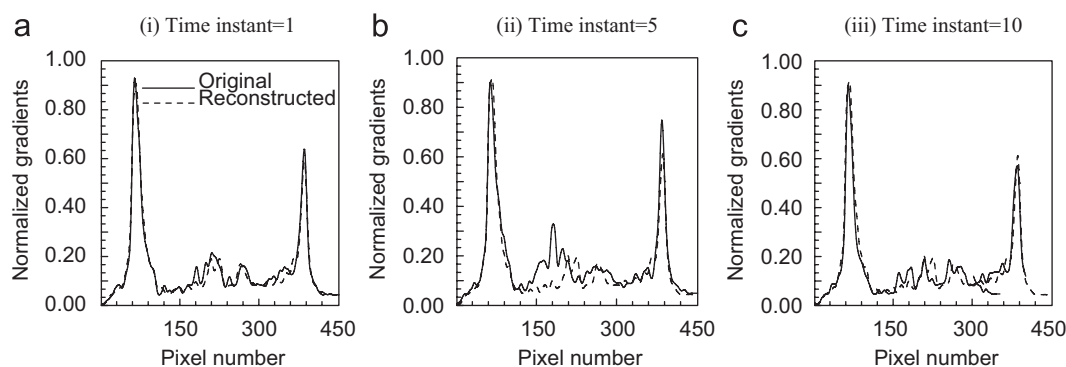 a
(i) Time instant=1
Normalized gradients
1.00
0.80
0.60
0.40
0.20
0.00
Original
Reconstructed
150
300
450
Pixel number
b
(ii) Time instant=5
Normalized gradients
1.00
0.80
0.60
0.40
0.20
0.00
150
300
450
Pixel number
c
(iii) Time instant=10
Normalized gradients
1.00
0.80
0.60
0.40
0.20
0.00
150
300
450
Pixel number